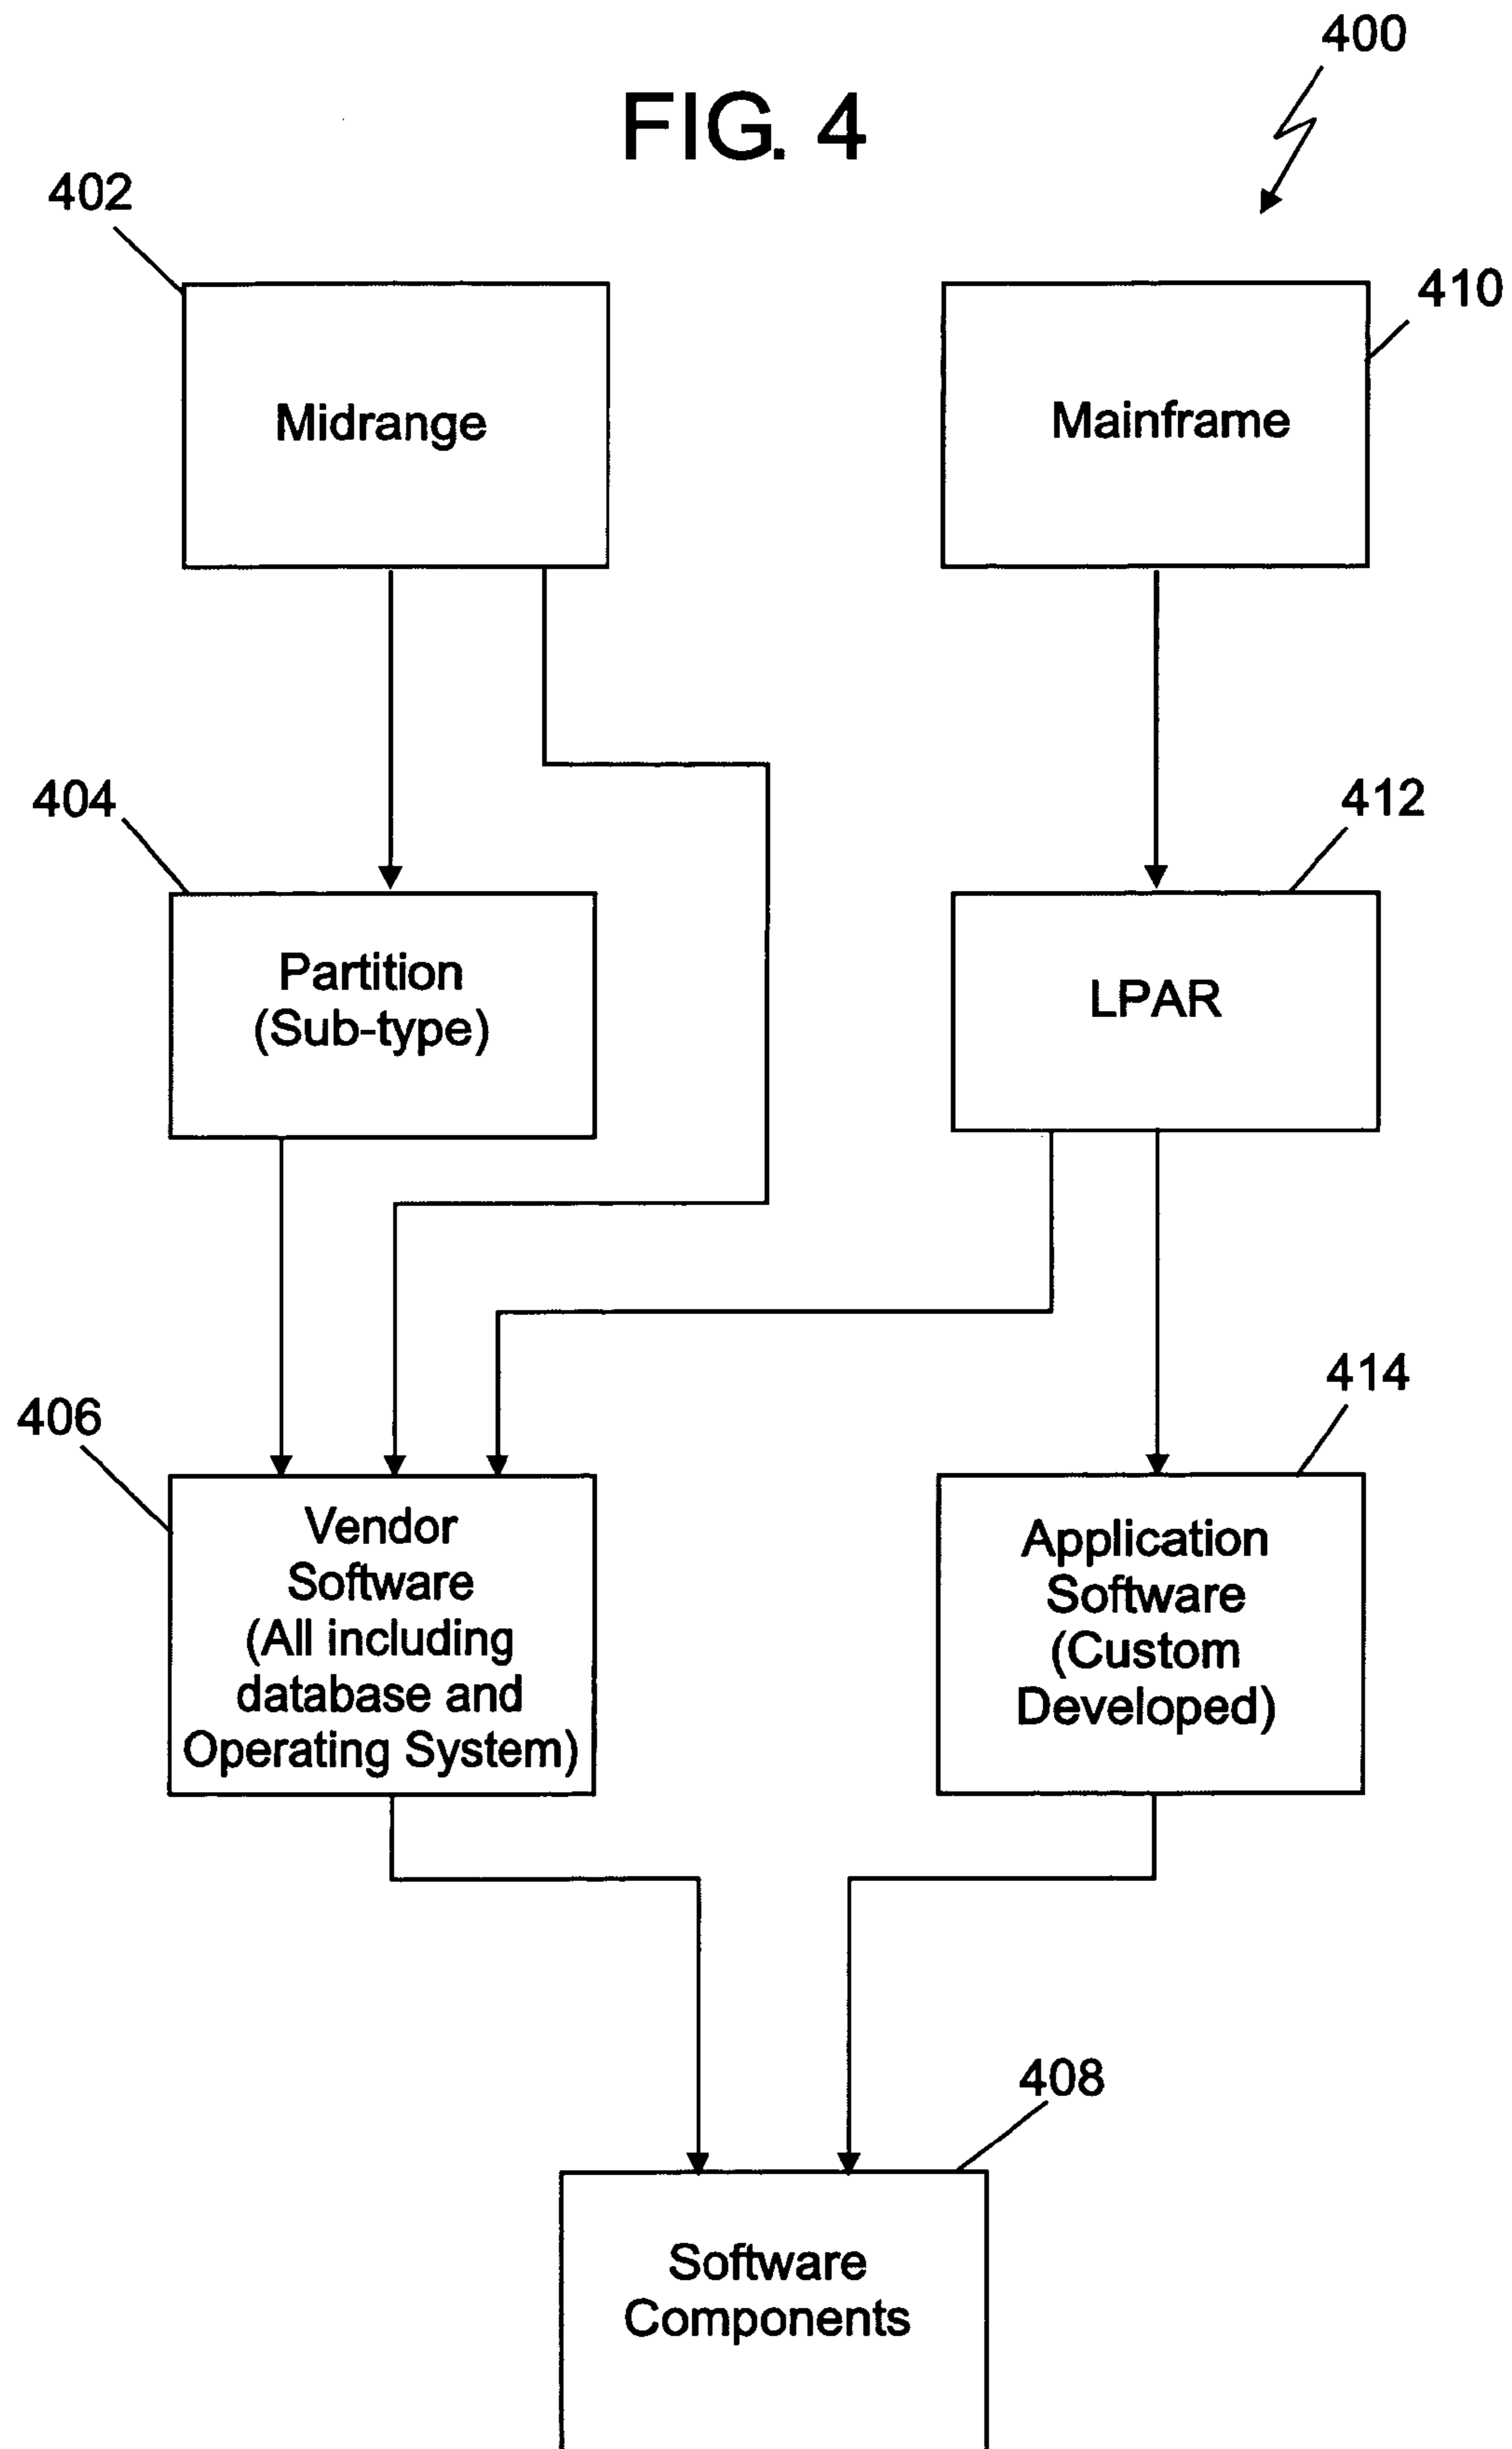 400
FIG. 4
402
410
Midrange
Mainframe
404
412
Partition
(Sub-type)
LPAR
406
414
Vendor
Software
(All including
database and
Operating System)
Application
Software
(Custom
Developed)
408
Software
Components